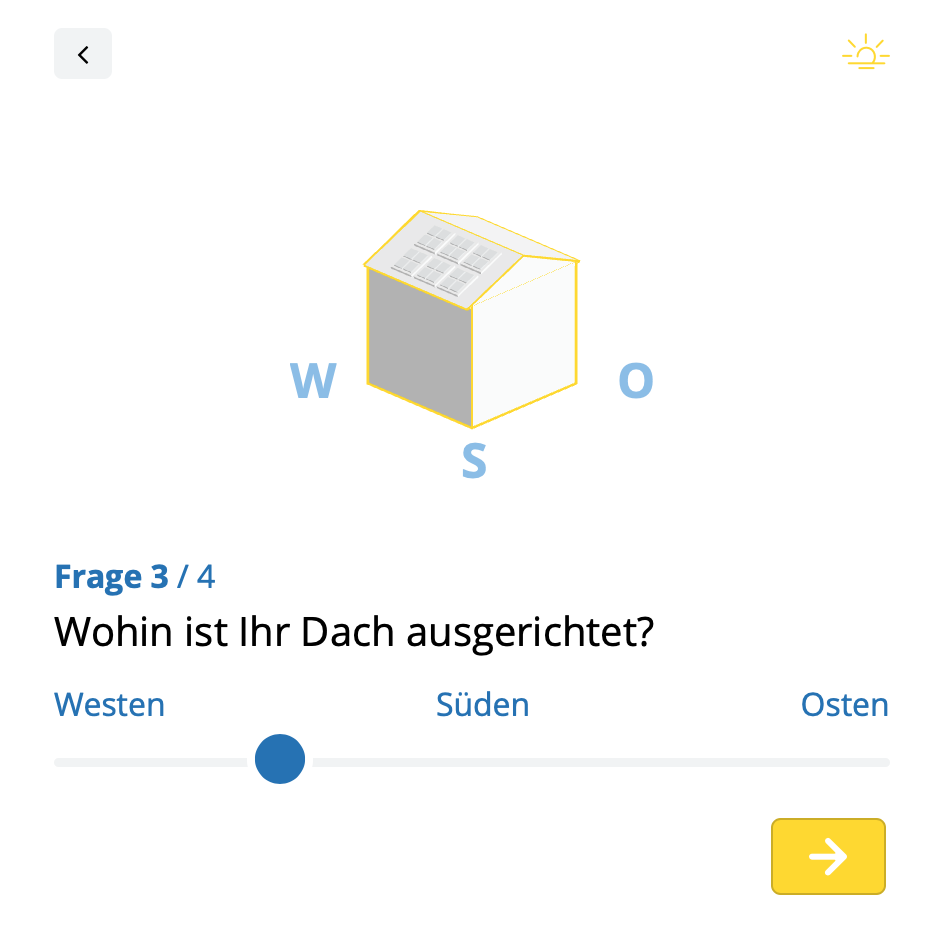 W
O
S
Frage 3 / 4
Wohin ist Ihr Dach ausgerichtet?
Westen Süden Osten